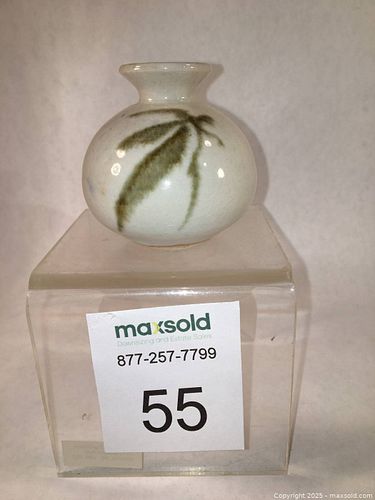 maxsold
Downsizing and Estate Sales
877-257-7799
55
Copyright 2025 - maxsold.com